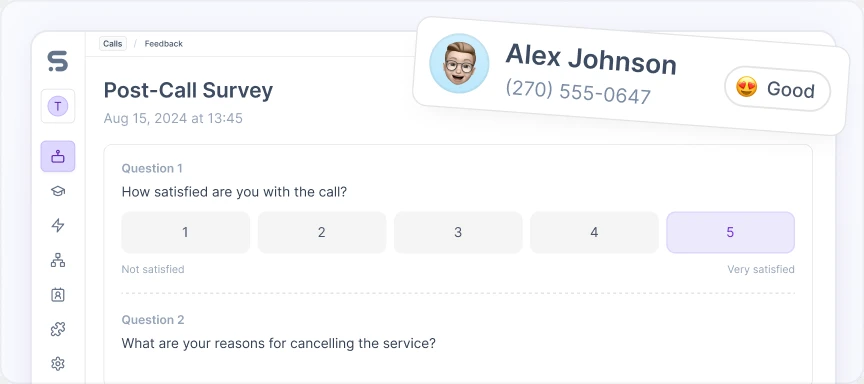 Calls / Feedback
Alex Johnson
(270) 555-0647
Good
Post-Call Survey
Aug 15, 2024 at 13:45
T
Question 1
How satisfied are you with the call?
1 2 3 4 5
Not satisfied Very satisfied
Question 2
What are your reasons for cancelling the service?